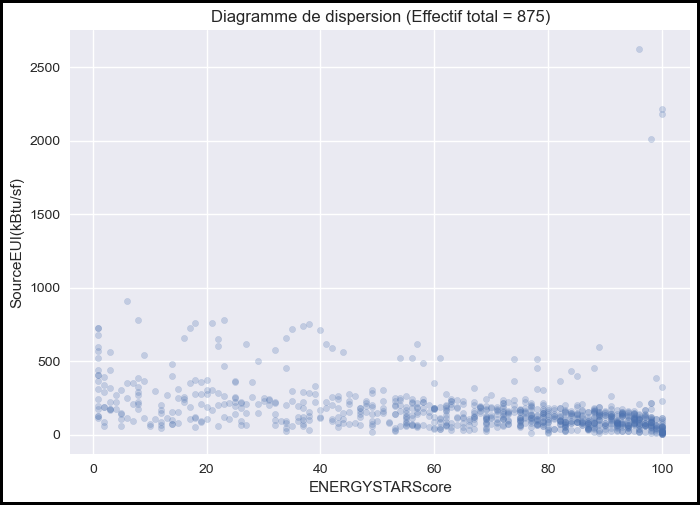 Diagramme de dispersion (Effectif total = 875)
2500
2000
1500
1000
500
0
SourceEUI(kBtu/sf)
0 20 40 60 80 100
ENERGYSTARScore